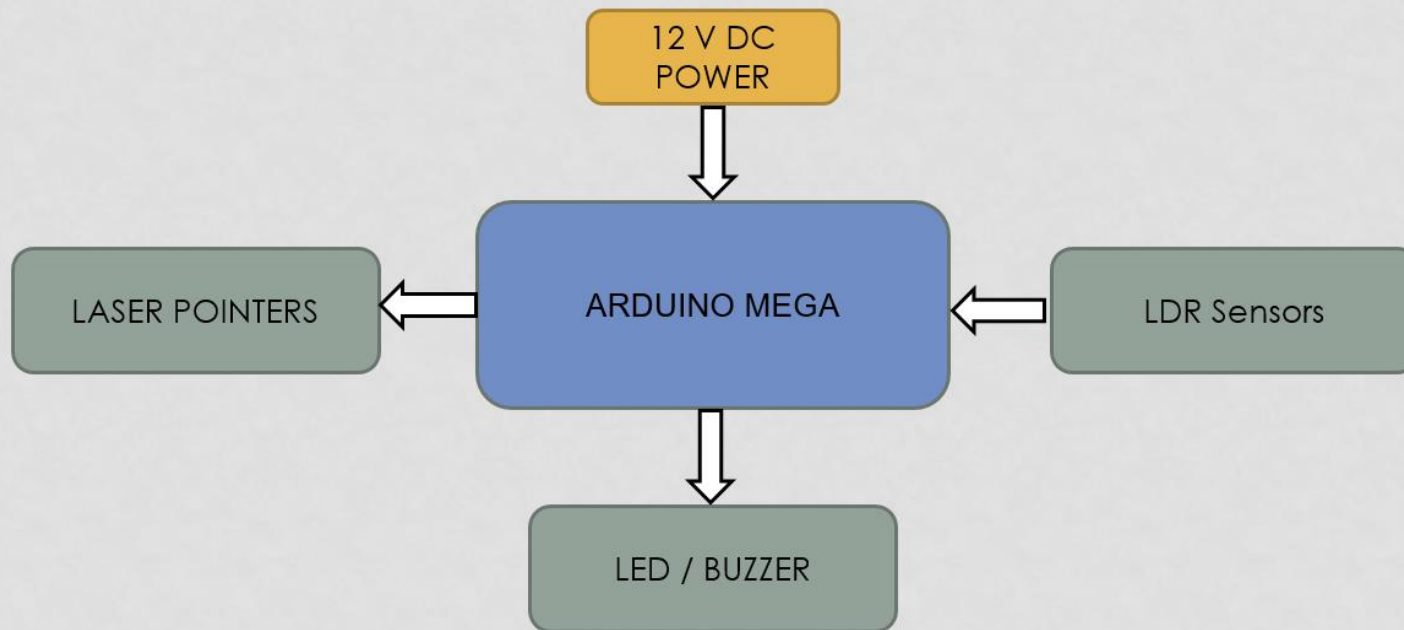 12 V DC
POWER
LASER POINTERS
ARDUINO MEGA
LDR Sensors
LED / BUZZER